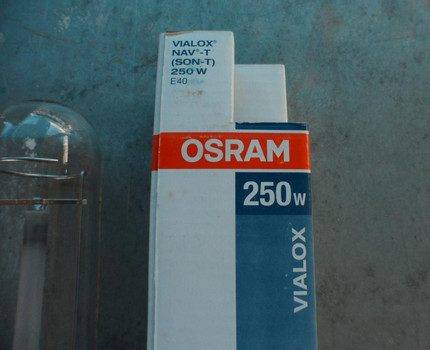 VIALOX®
NAV®-T
(SON-T)
250 W
E40
OSRAM
250 W
VIALOX